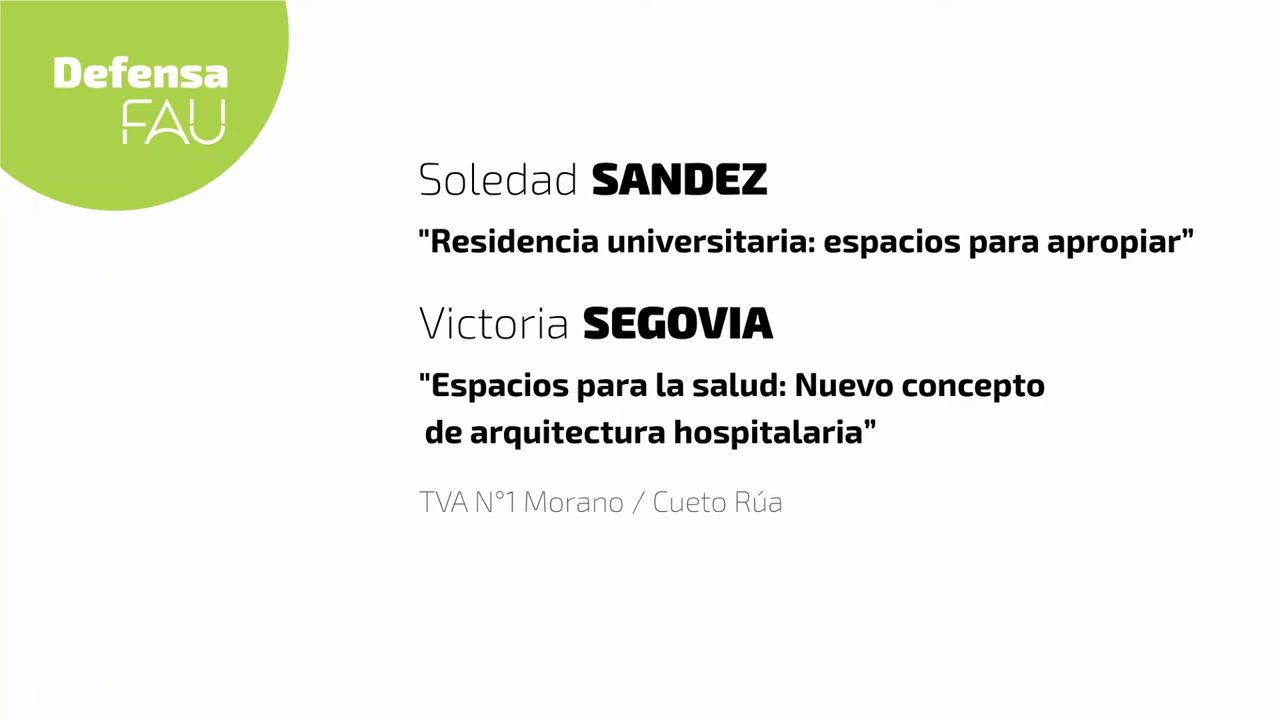 Defensa
FAU
Soledad SANDEZ
"Residencia universitaria: espacios para apropiar”
Victoria SEGOVIA
"Espacios para la salud: Nuevo concepto
de arquitectura hospitalaria”
TVA N°1 Morano / Cueto Rúa